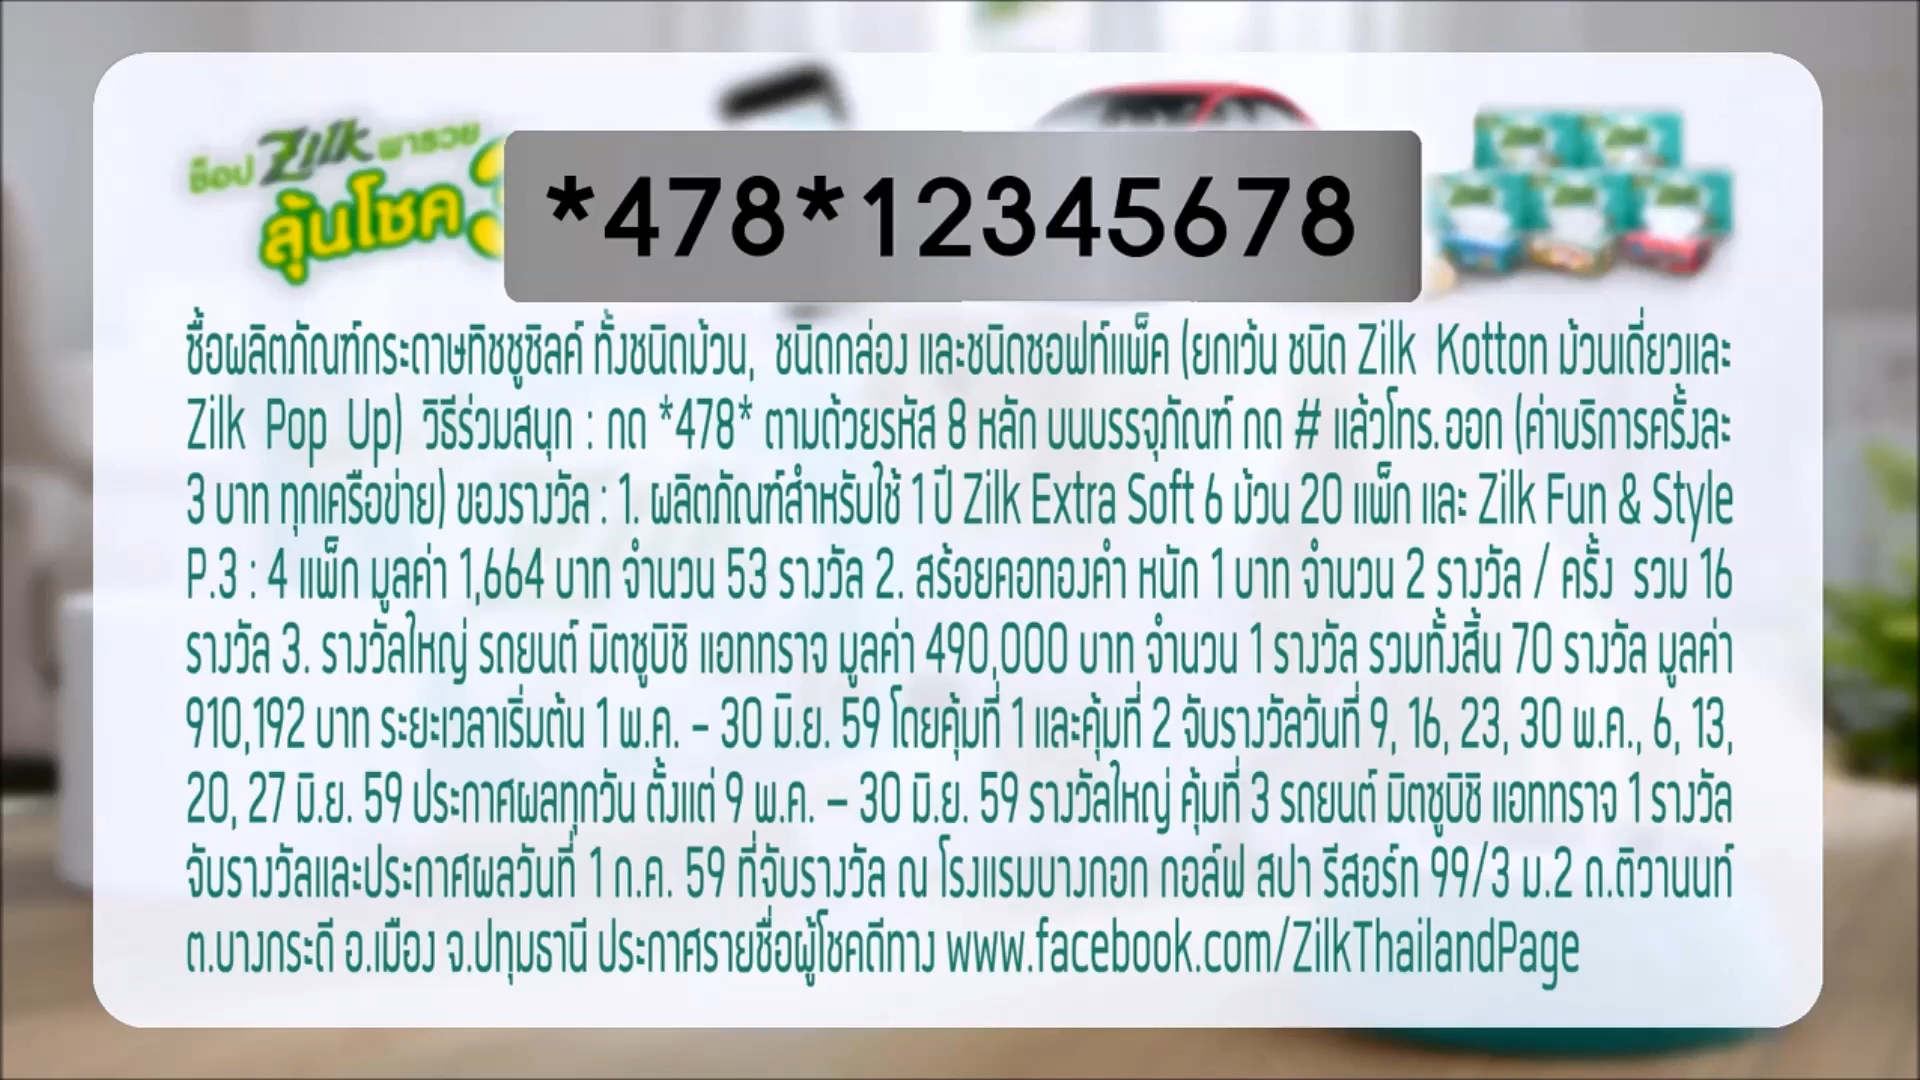 ช็อป Zilk พารวย
ลุ้นโชค
*478*12345678
Zilk Zilk
Zilk Zilk Zilk
ซื้อผลิตภัณฑ์กระดาษทิชชูซิลค์ ทั้งชนิดม้วน, ชนิดกล่อง และชนิดซอฟท์แพ็ค (ยกเว้น ชนิด Zilk Kotton ม้วนเดี่ยวและ
Zilk Pop Up) วิธีร่วมสนุก : กด *478* ตามด้วยรหัส 8 หลัก บนบรรจุภัณฑ์ กด # แล้วโทร.ออก (ค่าบริการครั้งละ
3 บาท ทุกเครือข่าย) ของรางวัล : 1. ผลิตภัณฑ์สำหรับใช้ 1 ปี Zilk Extra Soft 6 ม้วน 20 แพ็ก และ Zilk Fun & Style
P.3 : 4 แพ็ก มูลค่า 1,664 บาท จำนวน 53 รางวัล 2. สร้อยคอทองคำ หนัก 1 บาท จำนวน 2 รางวัล / ครั้ง รวม 16
รางวัล 3. รางวัลใหญ่ รถยนต์ มิตซูบิชิ แอททราจ มูลค่า 490,000 บาท จำนวน 1 รางวัล รวมทั้งสิ้น 70 รางวัล มูลค่า
910,192 บาท ระยะเวลาเริ่มต้น 1 พ.ค. – 30 มิ.ย. 59 โดยคุ้มที่ 1 และคุ้มที่ 2 จับรางวัลวันที่ 9, 16, 23, 30 พ.ค., 6, 13,
20, 27 มิ.ย. 59 ประกาศผลทุกวัน ตั้งแต่ 9 พ.ค. – 30 มิ.ย. 59 รางวัลใหญ่ คุ้มที่ 3 รถยนต์ มิตซูบิชิ แอททราจ 1 รางวัล
จับรางวัลและประกาศผลวันที่ 1 ก.ค. 59 ที่จับรางวัล ณ โรงแรมบางกอก กอล์ฟ สปา รีสอร์ท 99/3 ม.2 ถ.ติวานนท์
ต.บางกระดี อ.เมือง จ.ปทุมธานี ประกาศรายชื่อผู้โชคดีทาง www.facebook.com/ZilkThailandPage